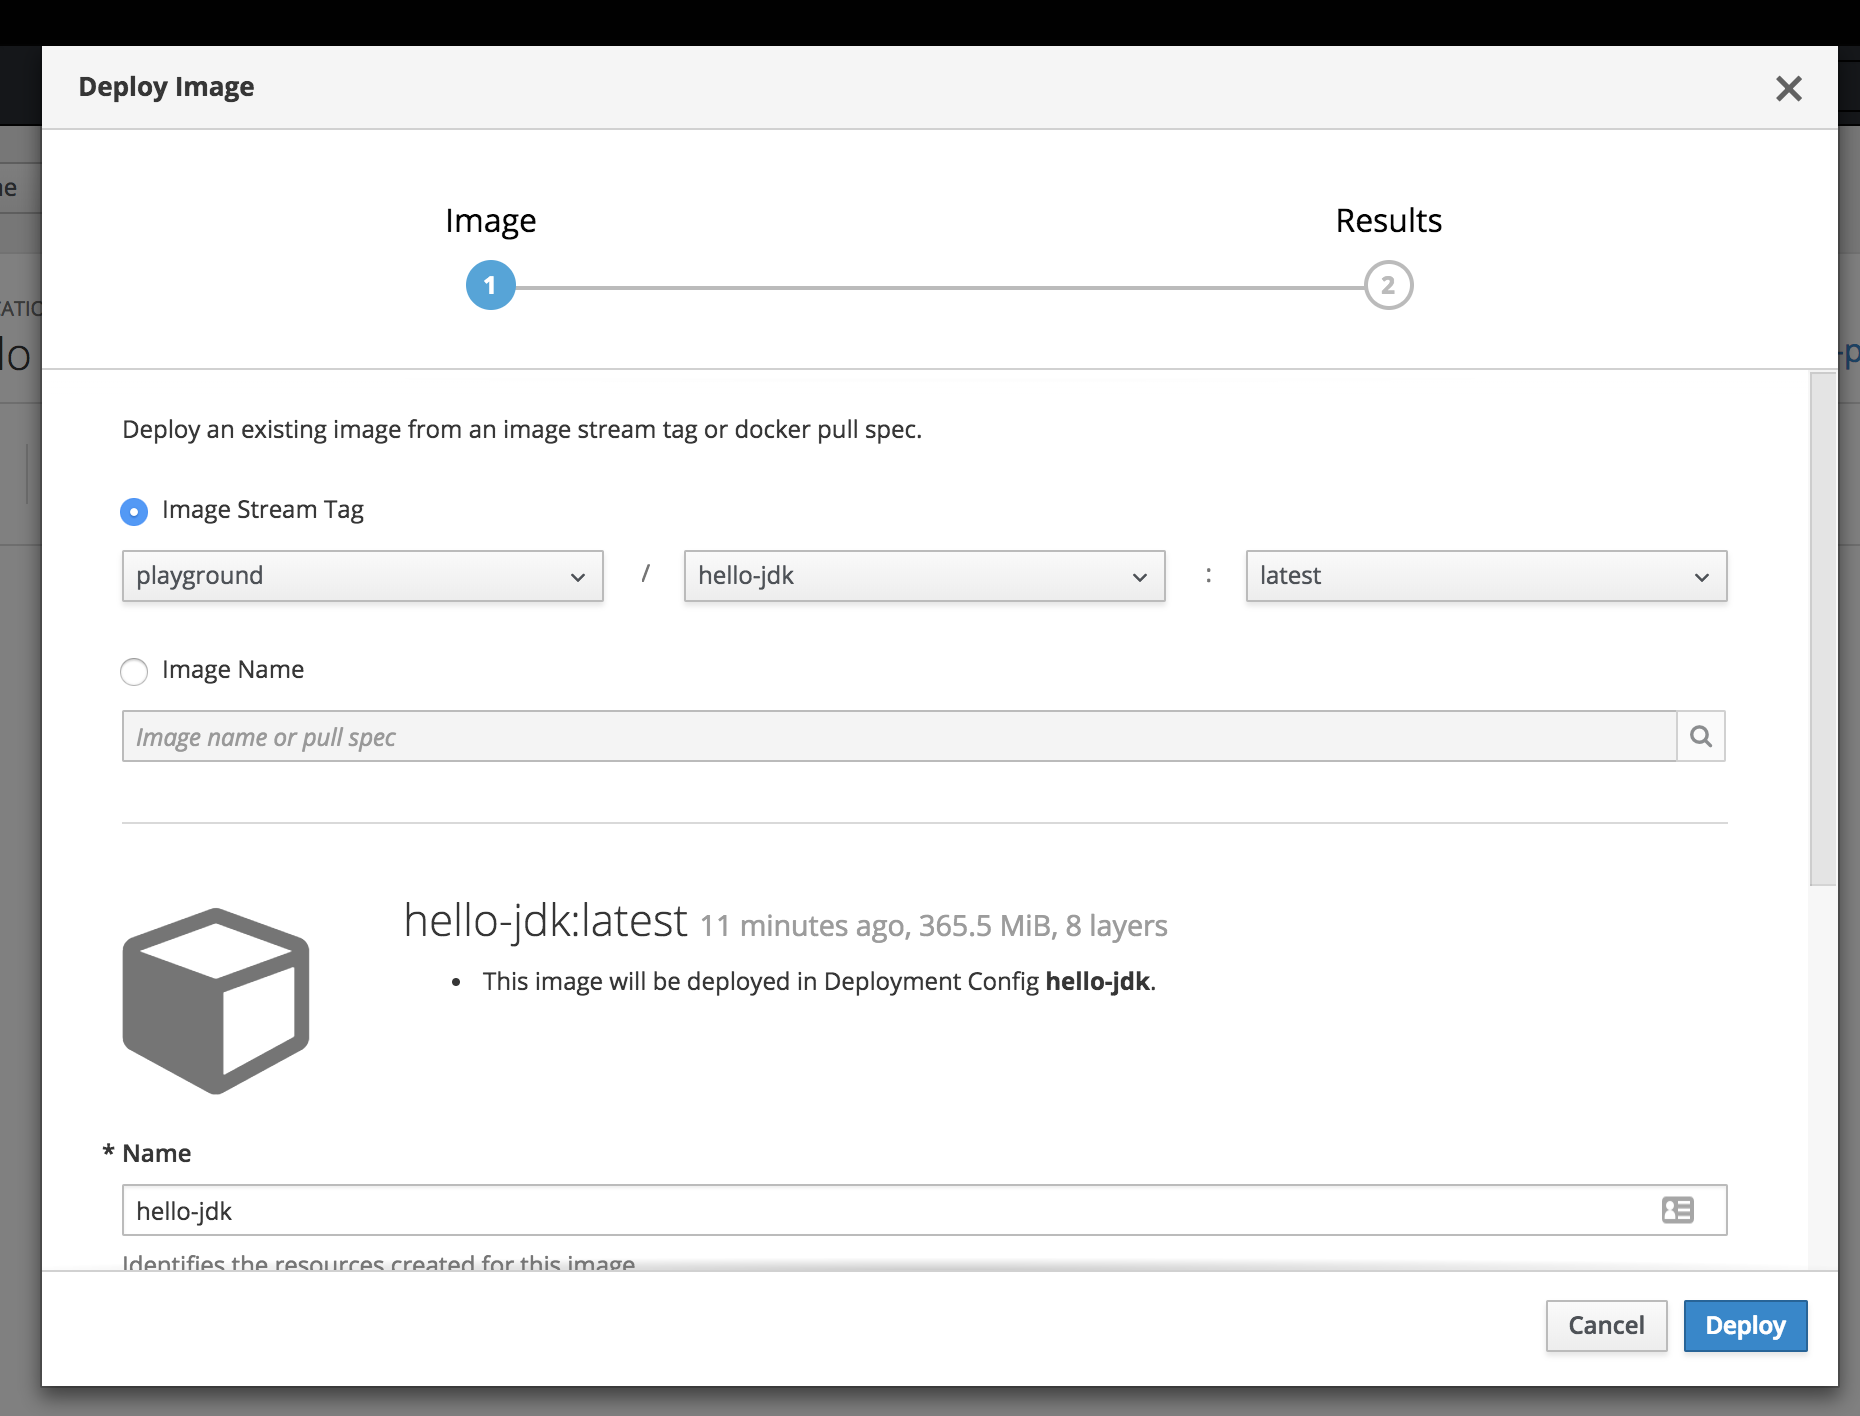 Deploy Image
Image
Results
1
2
Deploy an existing image from an image stream tag or docker pull spec.
Image Stream Tag
playground / hello-jdk : latest
Image Name
Image name or pull spec
hello-jdk:latest 11 minutes ago, 365.5 MiB, 8 layers
• This image will be deployed in Deployment Config hello-jdk.
* Name
hello-jdk
Identifies the resources created for this image
Cancel
Deploy